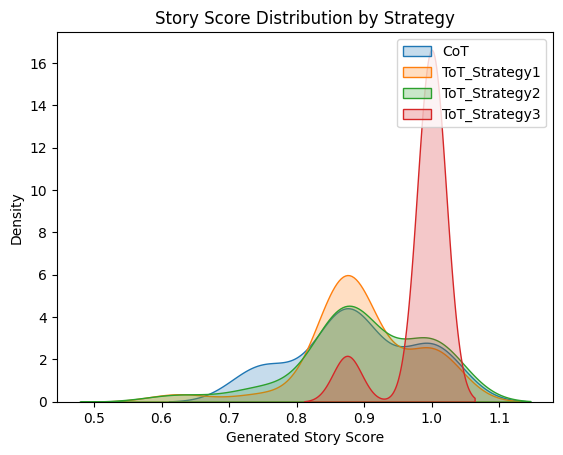 Story Score Distribution by Strategy
CoT
ToT_Strategy1
ToT_Strategy2
ToT_Strategy3
Density
16
14
12
10
8
6
4
2
0
0.5 0.6 0.7 0.8 0.9 1.0 1.1
Generated Story Score